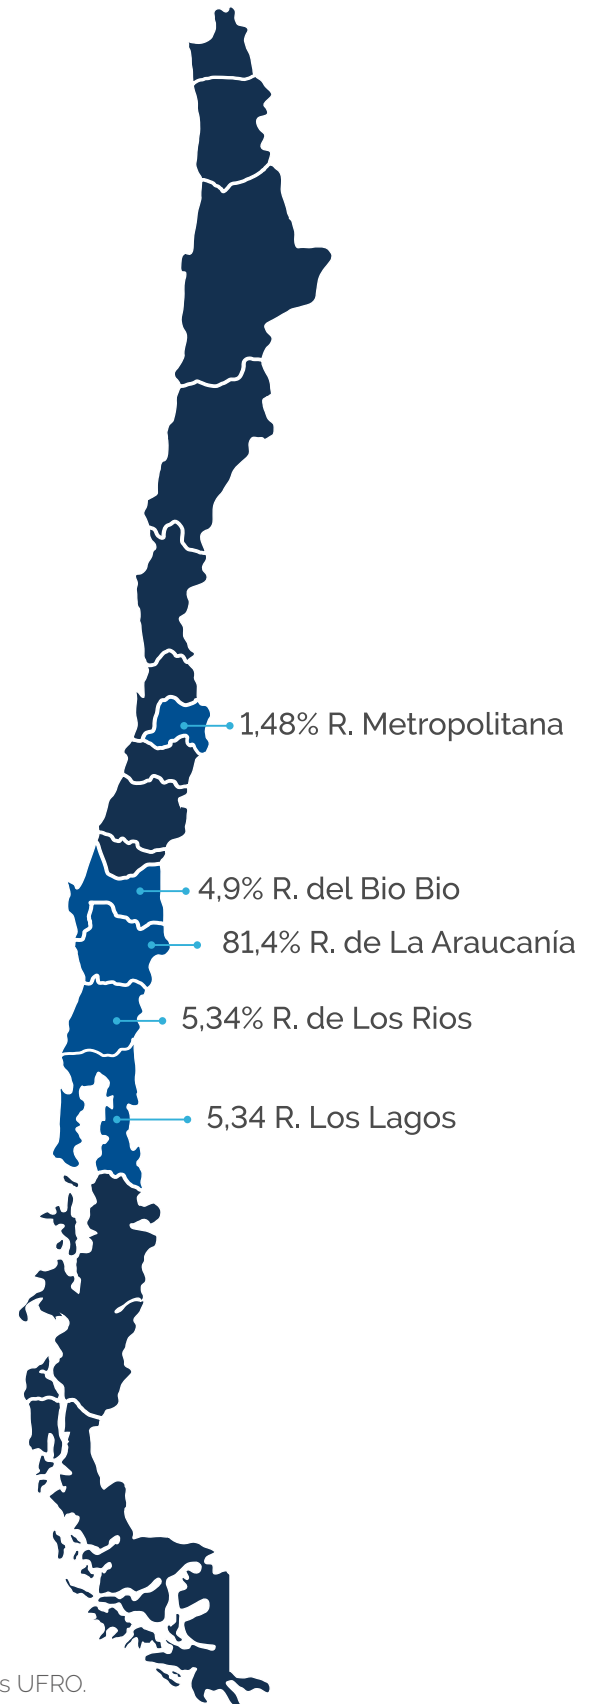 1,48% R. Metropolitana
4,9% R. del Bio Bio
81,4% R. de La Araucanía
5,34% R. de Los Rios
5,34 R. Los Lagos
s UFRO.